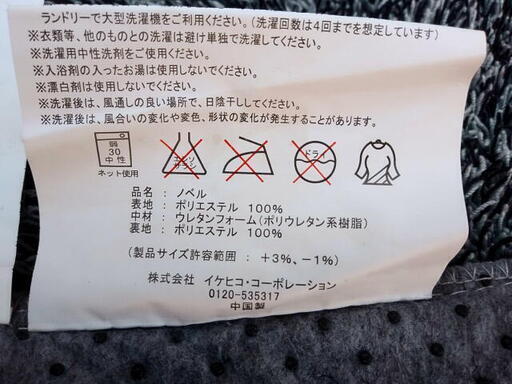 ランドリーで大型洗濯機をご利用ください。(洗濯回数は4回までを想定しています)
※衣類等、他のものとの洗濯は避け単独で洗濯してください。
※洗濯用中性洗剤をご使用ください。
※入浴剤の入ったお湯は使用しないでください。
※漂白剤は使用しないでください。
※洗濯後は、風通しの良い場所で、日陰干ししてください。
※洗濯後は、風合いの変化や変色、形状の変化が発生することがあります。
弱
30
中性
エンソ
サラシ
ドライ
ネット使用
品名 : ノベル
表地 : ポリエステル 100%
中材 : ウレタンフォーム(ポリウレタン系樹脂)
裏地 : ポリエステル 100%
(製品サイズ許容範囲 : +3%、-1%)
株式会社 イケヒコ・コーポレーション
0120-535317
中国製